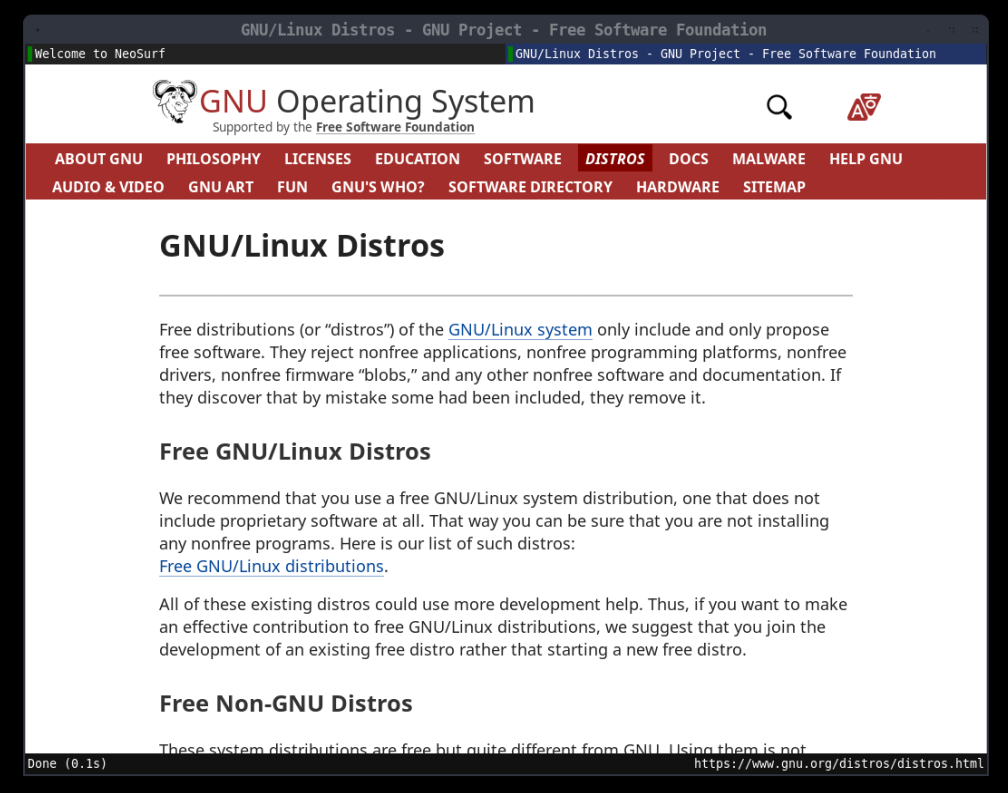 GNU/Linux Distros - GNU Project - Free Software Foundation
Welcome to NeoSurf
GNU/Linux Distros - GNU Project - Free Software Foundation
GNU Operating System
Supported by the Free Software Foundation
ABOUT GNU PHILOSOPHY LICENSES EDUCATION SOFTWARE DISTROS DOCS MALWARE HELP GNU
AUDIO & VIDEO GNU ART FUN GNU'S WHO? SOFTWARE DIRECTORY HARDWARE SITEMAP
GNU/Linux Distros
Free distributions (or “distros”) of the GNU/Linux system only include and only propose
free software. They reject nonfree applications, nonfree programming platforms, nonfree
drivers, nonfree firmware “blobs,” and any other nonfree software and documentation. If
they discover that by mistake some had been included, they remove it.
Free GNU/Linux Distros
We recommend that you use a free GNU/Linux system distribution, one that does not
include proprietary software at all. That way you can be sure that you are not installing
any nonfree programs. Here is our list of such distros:
Free GNU/Linux distributions.
All of these existing distros could use more development help. Thus, if you want to make
an effective contribution to free GNU/Linux distributions, we suggest that you join the
development of an existing free distro rather that starting a new free distro.
Free Non-GNU Distros
These system distributions are free but quite different from GNU. Using them is not
Done (0.1s)
https://www.gnu.org/distros/distros.html